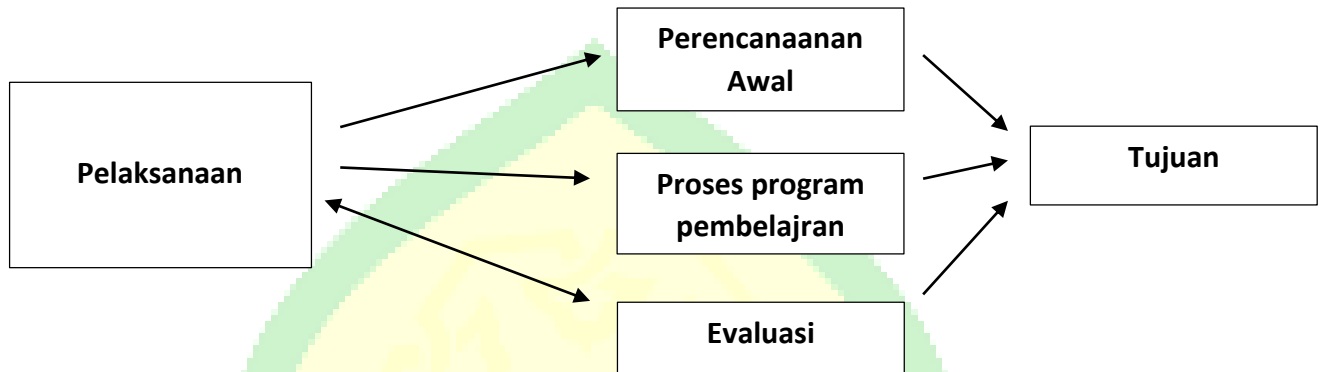 Pelaksanaan
Perencanaanan
Awal
Proses program
pembelajran
Evaluasi
Tujuan